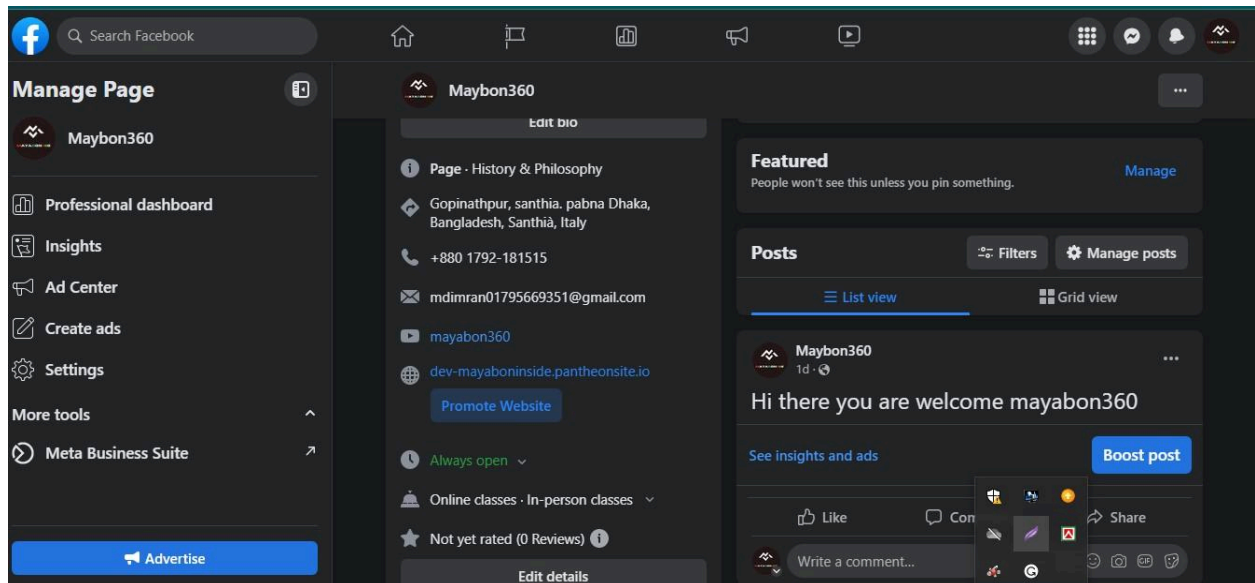 Search Facebook
Manage Page
Maybon360
Professional dashboard
Insights
Ad Center
Create ads
Settings
More tools
Meta Business Suite
Advertise
Maybon360
Edit bio
Page · History & Philosophy
Gopinathpur, santhia. pabna Dhaka,
Bangladesh, Santhià, Italy
+880 1792-181515
mdimran01795669351@gmail.com
mayabon360
dev-mayaboninside.pantheonsite.io
Promote Website
Always open
Online classes · In-person classes
Not yet rated (0 Reviews)
Edit details
Featured
Manage
People won't see this unless you pin something.
Posts
Filters
Manage posts
List view
Grid view
Maybon360
1d ·
Hi there you are welcome mayabon360
See insights and ads
Boost post
Like
Com
Share
Write a comment...
GIF